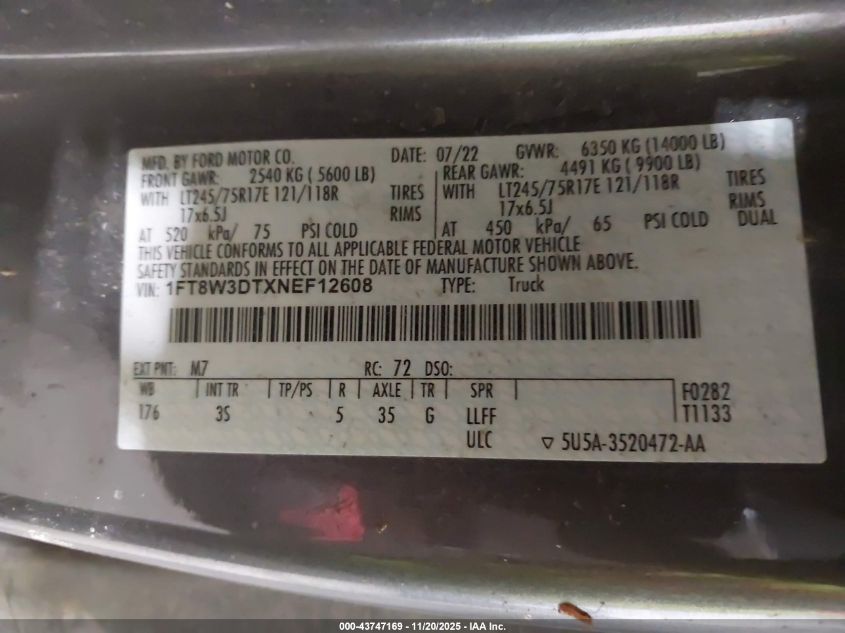 MFD. BY FORD MOTOR CO. DATE: 07/22 GVWR: 6350 KG (14000 LB)
FRONT GAWR: 2540 KG ( 5600 LB) REAR GAWR: 4491 KG ( 9900 LB)
WITH LT245/75R17E 121/118R TIRES WITH LT245/75R17E 121/118R TIRES
17x6.5J RIMS 17x6.5J RIMS
AT 520 kPa/ 75 PSI COLD AT 450 kPa/ 65 PSI COLD DUAL
THIS VEHICLE CONFORMS TO ALL APPLICABLE FEDERAL MOTOR VEHICLE
SAFETY STANDARDS IN EFFECT ON THE DATE OF MANUFACTURE SHOWN ABOVE.
VIN: 1FT8W3DTXNEF12608 TYPE: Truck
EXT PNT: M7 RC: 72 DSO:
WB INT TR TP/PS R AXLE TR SPR F0282
176 3S 5 35 G LLFF T1133
ULC ▽ 5U5A-3520472-AA
000-43747169 - 11/20/2025 - IAA Inc.